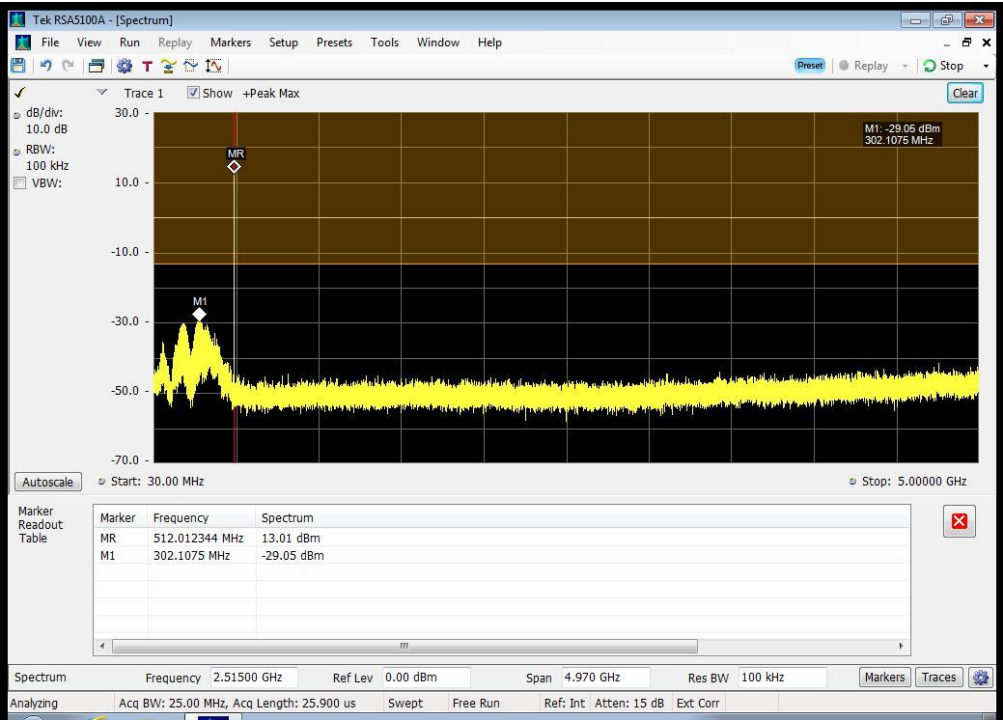 Tek RSA5100A - [Spectrum]
File View Run Replay Markers Setup Presets Tools Window Help
T Preset Replay Stop
Trace 1 Show +Peak Max Clear
dB/div:
10.0 dB
RBW:
100 kHz
VBW:
30.0
10.0
-10.0
-30.0
-50.0
-70.0
M1: -29.05 dBm
302.1075 MHz
MR
M1
Autoscale Start: 30.00 MHz Stop: 5.00000 GHz
Marker
Readout
Table
Marker Frequency Spectrum
MR 512.012344 MHz 13.01 dBm
M1 302.1075 MHz -29.05 dBm
Spectrum Frequency 2.51500 GHz Ref Lev 0.00 dBm Span 4.970 GHz Res BW 100 kHz Markers Traces
Analyzing Acq BW: 25.00 MHz, Acq Length: 25.900 us Swept Free Run Ref: Int Atten: 15 dB Ext Corr